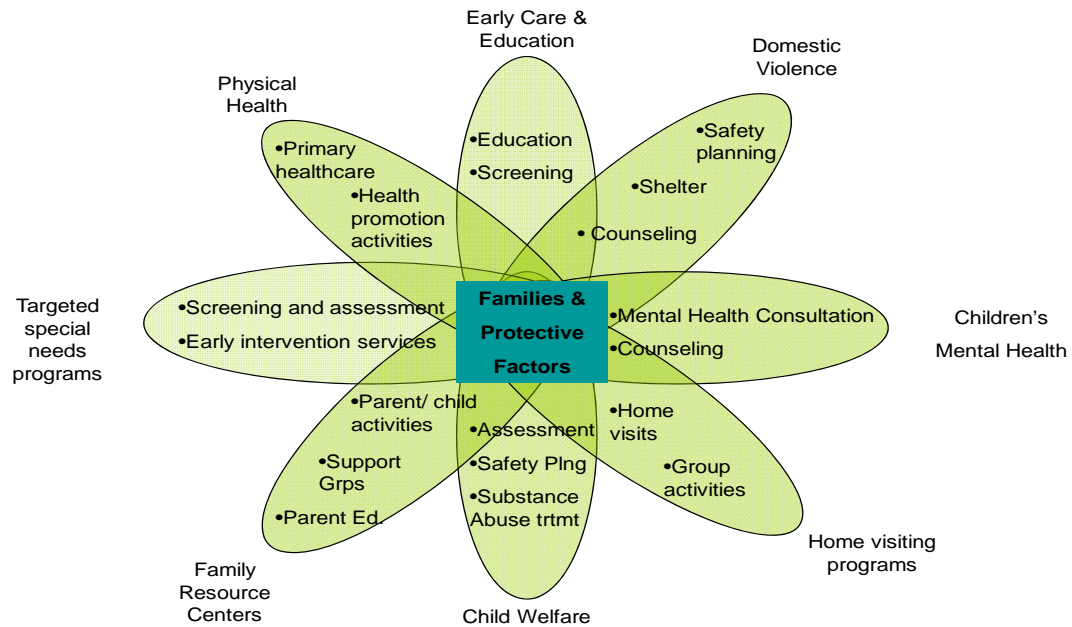 Early Care &
Education
Domestic
Violence
Physical
Health
•Education
•Screening
•Safety
planning
•Shelter
• Counseling
•Primary
healthcare
•Health
promotion
activities
Targeted
special
needs
programs
•Screening and assessment
•Early intervention services
Families &
Protective
Factors
•Mental Health Consultation
•Counseling
Children's
Mental Health
•Parent/ child
activities
•Support
Grps
•Parent Ed.
•Assessment
•Safety Plng
•Substance
Abuse trtmt
•Home
visits
•Group
activities
Family
Resource
Centers
Child Welfare
Home visiting
programs